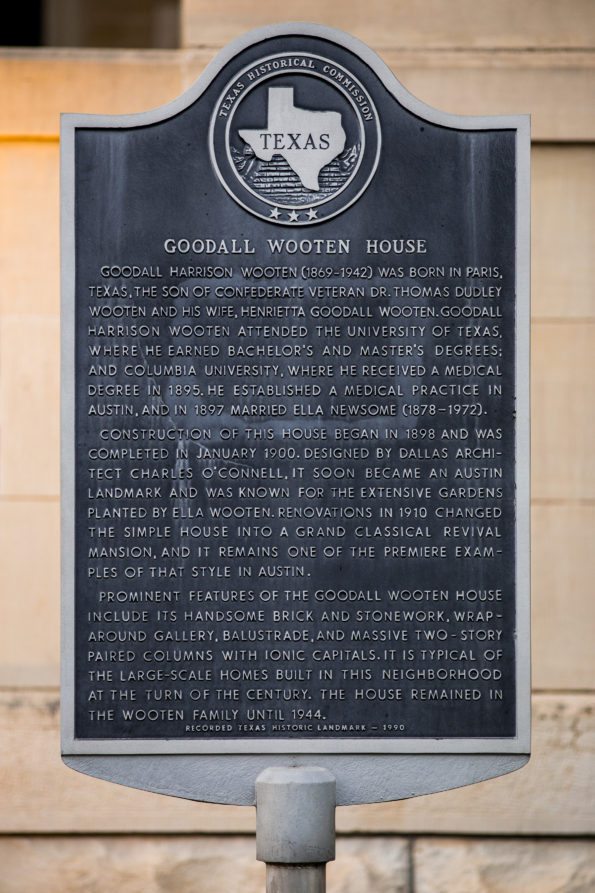 TEXAS HISTORICAL COMMISSION
TEXAS
GOODALL WOOTEN HOUSE
GOODALL HARRISON WOOTEN (1869-1942) WAS BORN IN PARIS,
TEXAS, THE SON OF CONFEDERATE VETERAN DR. THOMAS DUDLEY
WOOTEN AND HIS WIFE, HENRIETTA GOODALL WOOTEN. GOODALL
HARRISON WOOTEN ATTENDED THE UNIVERSITY OF TEXAS,
WHERE HE EARNED BACHELOR'S AND MASTER'S DEGREES;
AND COLUMBIA UNIVERSITY, WHERE HE RECEIVED A MEDICAL
DEGREE IN 1895. HE ESTABLISHED A MEDICAL PRACTICE IN
AUSTIN, AND IN 1897 MARRIED ELLA NEWSOME (1878-1972).
CONSTRUCTION OF THIS HOUSE BEGAN IN 1898 AND WAS
COMPLETED IN JANUARY 1900. DESIGNED BY DALLAS ARCHI-
TECT CHARLES O'CONNELL, IT SOON BECAME AN AUSTIN
LANDMARK AND WAS KNOWN FOR THE EXTENSIVE GARDENS
PLANTED BY ELLA WOOTEN. RENOVATIONS IN 1910 CHANGED
THE SIMPLE HOUSE INTO A GRAND CLASSICAL REVIVAL
MANSION, AND IT REMAINS ONE OF THE PREMIERE EXAM-
PLES OF THAT STYLE IN AUSTIN.
PROMINENT FEATURES OF THE GOODALL WOOTEN HOUSE
INCLUDE ITS HANDSOME BRICK AND STONEWORK, WRAP-
AROUND GALLERY, BALUSTRADE, AND MASSIVE TWO-STORY
PAIRED COLUMNS WITH IONIC CAPITALS. IT IS TYPICAL OF
THE LARGE-SCALE HOMES BUILT IN THIS NEIGHBORHOOD
AT THE TURN OF THE CENTURY. THE HOUSE REMAINED IN
THE WOOTEN FAMILY UNTIL 1944.
RECORDED TEXAS HISTORIC LANDMARK - 1990